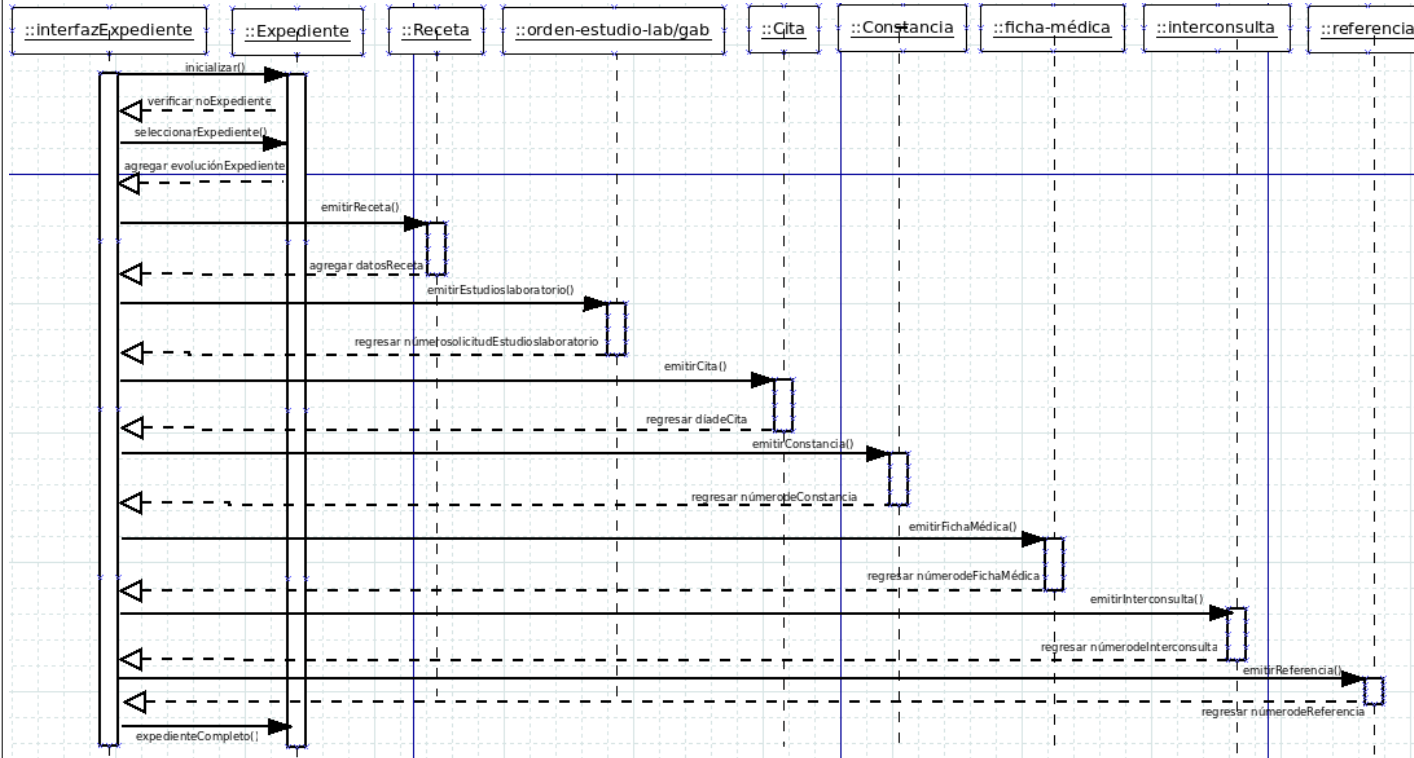 ::interfazExpediente
::Expediente
::Receta
::orden-estudio-lab/gab
::Cita
::Constancia
::ficha-médica
::interconsulta
::referencia
inicializar()
verificar noExpediente
seleccionarExpediente()
agregar evoluciónExpediente
emitirReceta()
agregar datosReceta
emitirEstudioslaboratorio()
regresar númerosolicitudEstudioslaboratorio
emitirCita()
regresar díadeCita
emitirConstancia()
regresar númerodeConstancia
emitirFichaMédica()
regresar númerodeFichaMédica
emitirInterconsulta()
regresar númerodeInterconsulta
emitirReferencia()
regresar númerodeReferencia
expedienteCompleto()